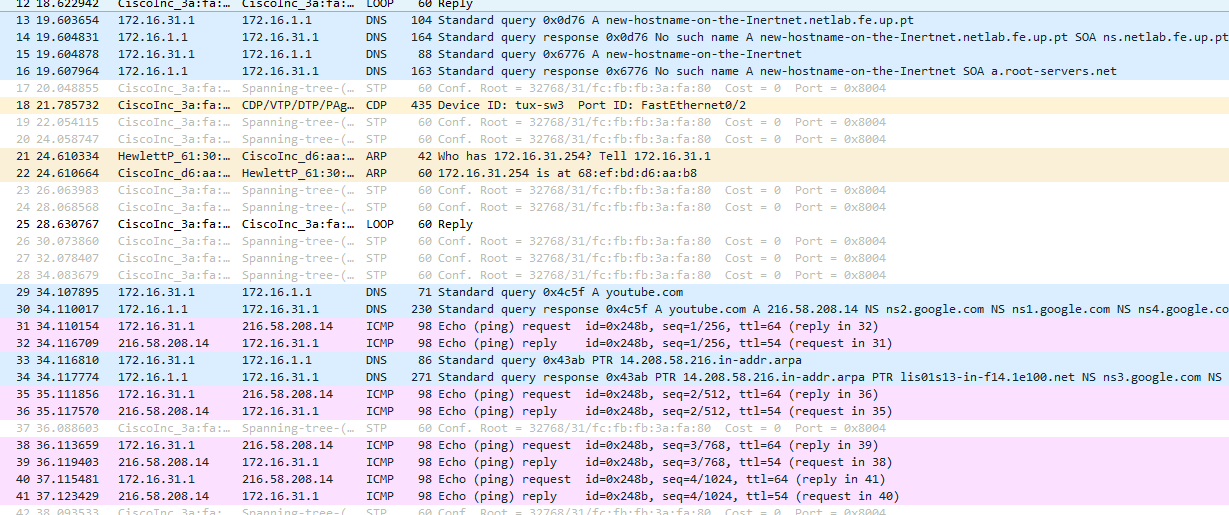 12 18.622942 CiscoInc_3a:fa:… CiscoInc_3a:fa:… LOOP 60 Reply
13 19.603654 172.16.31.1 172.16.1.1 DNS 104 Standard query 0x0d76 A new-hostname-on-the-Inertnet.netlab.fe.up.pt
14 19.604831 172.16.1.1 172.16.31.1 DNS 164 Standard query response 0x0d76 No such name A new-hostname-on-the-Inertnet.netlab.fe.up.pt SOA ns.netlab.fe.up.pt
15 19.604878 172.16.31.1 172.16.1.1 DNS 88 Standard query 0x6776 A new-hostname-on-the-Inertnet
16 19.607964 172.16.1.1 172.16.31.1 DNS 163 Standard query response 0x6776 No such name A new-hostname-on-the-Inertnet SOA a.root-servers.net
17 20.048855 CiscoInc_3a:fa:… Spanning-tree-(… STP 60 Conf. Root = 32768/31/fc:fb:fb:3a:fa:80 Cost = 0 Port = 0x8004
18 21.785732 CiscoInc_3a:fa:… CDP/VTP/DTP/PAg… CDP 435 Device ID: tux-sw3 Port ID: FastEthernet0/2
19 22.054115 CiscoInc_3a:fa:… Spanning-tree-(… STP 60 Conf. Root = 32768/31/fc:fb:fb:3a:fa:80 Cost = 0 Port = 0x8004
20 24.058747 CiscoInc_3a:fa:… Spanning-tree-(… STP 60 Conf. Root = 32768/31/fc:fb:fb:3a:fa:80 Cost = 0 Port = 0x8004
21 24.610334 HewlettP_61:30:… CiscoInc_d6:aa:… ARP 42 Who has 172.16.31.254? Tell 172.16.31.1
22 24.610664 CiscoInc_d6:aa:… HewlettP_61:30:… ARP 60 172.16.31.254 is at 68:ef:bd:d6:aa:b8
23 26.063983 CiscoInc_3a:fa:… Spanning-tree-(… STP 60 Conf. Root = 32768/31/fc:fb:fb:3a:fa:80 Cost = 0 Port = 0x8004
24 28.068568 CiscoInc_3a:fa:… Spanning-tree-(… STP 60 Conf. Root = 32768/31/fc:fb:fb:3a:fa:80 Cost = 0 Port = 0x8004
25 28.630767 CiscoInc_3a:fa:… CiscoInc_3a:fa:… LOOP 60 Reply
26 30.073860 CiscoInc_3a:fa:… Spanning-tree-(… STP 60 Conf. Root = 32768/31/fc:fb:fb:3a:fa:80 Cost = 0 Port = 0x8004
27 32.078407 CiscoInc_3a:fa:… Spanning-tree-(… STP 60 Conf. Root = 32768/31/fc:fb:fb:3a:fa:80 Cost = 0 Port = 0x8004
28 34.083679 CiscoInc_3a:fa:… Spanning-tree-(… STP 60 Conf. Root = 32768/31/fc:fb:fb:3a:fa:80 Cost = 0 Port = 0x8004
29 34.107895 172.16.31.1 172.16.1.1 DNS 71 Standard query 0x4c5f A youtube.com
30 34.110017 172.16.1.1 172.16.31.1 DNS 230 Standard query response 0x4c5f A youtube.com A 216.58.208.14 NS ns2.google.com NS ns1.google.com NS ns4.google.co
31 34.110154 172.16.31.1 216.58.208.14 ICMP 98 Echo (ping) request id=0x248b, seq=1/256, ttl=64 (reply in 32)
32 34.116709 216.58.208.14 172.16.31.1 ICMP 98 Echo (ping) reply id=0x248b, seq=1/256, ttl=54 (request in 31)
33 34.116810 172.16.31.1 172.16.1.1 DNS 86 Standard query 0x43ab PTR 14.208.58.216.in-addr.arpa
34 34.117774 172.16.1.1 172.16.31.1 DNS 271 Standard query response 0x43ab PTR 14.208.58.216.in-addr.arpa PTR lis01s13-in-f14.1e100.net NS ns3.google.com NS
35 35.111856 172.16.31.1 216.58.208.14 ICMP 98 Echo (ping) request id=0x248b, seq=2/512, ttl=64 (reply in 36)
36 35.117570 216.58.208.14 172.16.31.1 ICMP 98 Echo (ping) reply id=0x248b, seq=2/512, ttl=54 (request in 35)
37 36.088603 CiscoInc_3a:fa:… Spanning-tree-(… STP 60 Conf. Root = 32768/31/fc:fb:fb:3a:fa:80 Cost = 0 Port = 0x8004
38 36.113659 172.16.31.1 216.58.208.14 ICMP 98 Echo (ping) request id=0x248b, seq=3/768, ttl=64 (reply in 39)
39 36.119403 216.58.208.14 172.16.31.1 ICMP 98 Echo (ping) reply id=0x248b, seq=3/768, ttl=54 (request in 38)
40 37.115481 172.16.31.1 216.58.208.14 ICMP 98 Echo (ping) request id=0x248b, seq=4/1024, ttl=64 (reply in 41)
41 37.123429 216.58.208.14 172.16.31.1 ICMP 98 Echo (ping) reply id=0x248b, seq=4/1024, ttl=54 (request in 40)
42 38.093533 CiscoInc_3a:fa:… Spanning-tree-(… STP 60 Conf. Root = 32768/31/fc:fb:fb:3a:fa:80 Cost = 0 Port = 0x8004